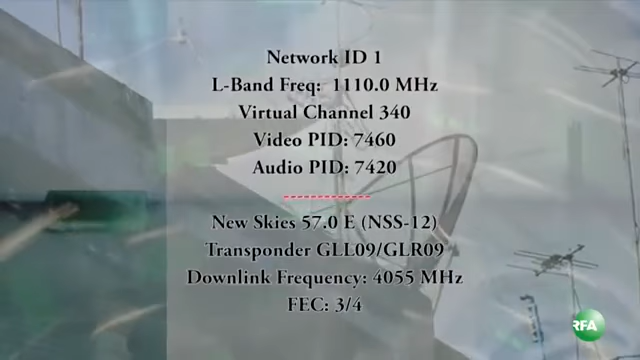 Network ID 1
L-Band Freq: 1110.0 MHz
Virtual Channel 340
Video PID: 7460
Audio PID: 7420
----------
New Skies 57.0 E (NSS-12)
Transponder GLL09/GLR09
Downlink Frequency: 4055 MHz
FEC: 3/4
RFA